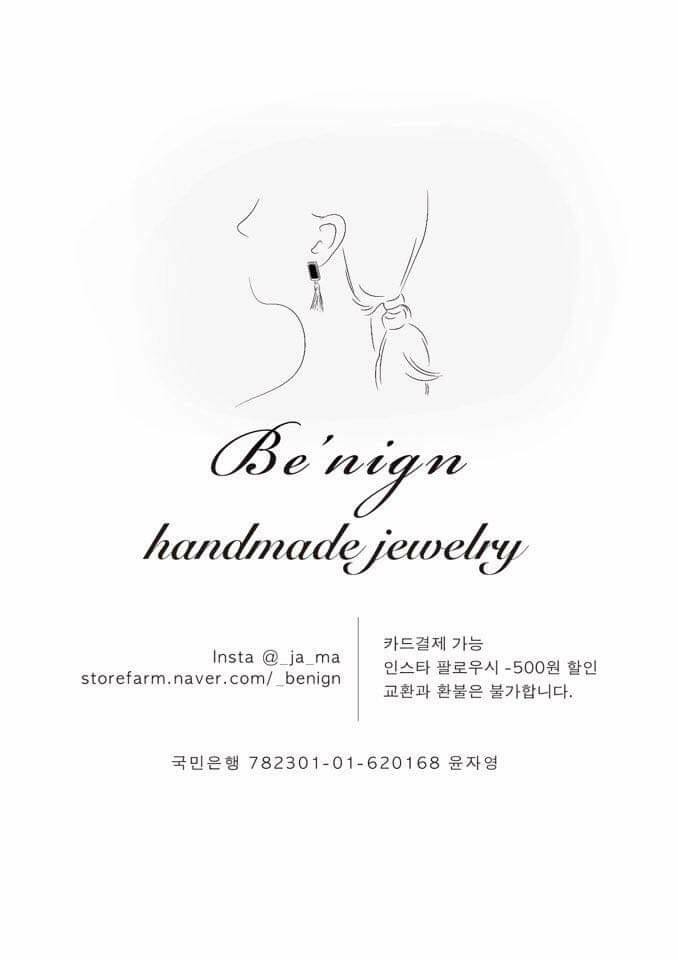 Be'nign
handmade jewelry
Insta @_ja_ma
storefarm.naver.com/_benign
카드결제 가능
인스타 팔로우시 -500원 할인
교환과 환불은 불가합니다.
국민은행 782301-01-620168 윤자영